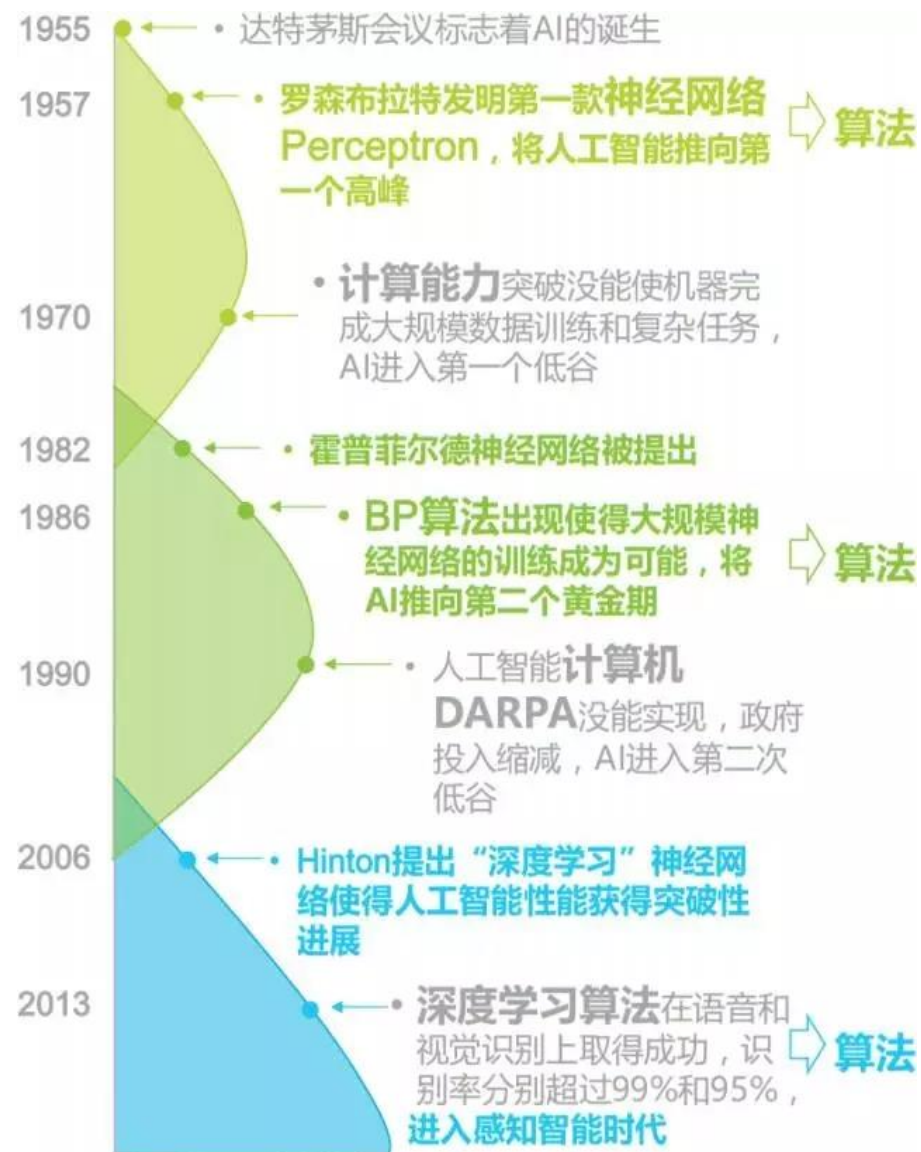 1955
• 达特茅斯会议标志着AI的诞生
1957
• 罗森布拉特发明第一款神经网络
Perceptron，将人工智能推向第
一个高峰
算法
1970
• 计算能力突破没能使机器完
成大规模数据训练和复杂任务，
AI进入第一个低谷
1982
• 霍普菲尔德神经网络被提出
1986
• BP算法出现使得大规模神
经网络的训练成为可能，将
AI推向第二个黄金期
算法
1990
• 人工智能计算机
DARPA没能实现，政府
投入缩减，AI进入第二次
低谷
2006
• Hinton提出“深度学习”神经网
络使得人工智能性能获得突破性
进展
2013
• 深度学习算法在语音和
视觉识别上取得成功，识
别率分别超过99%和95%，
进入感知智能时代
算法